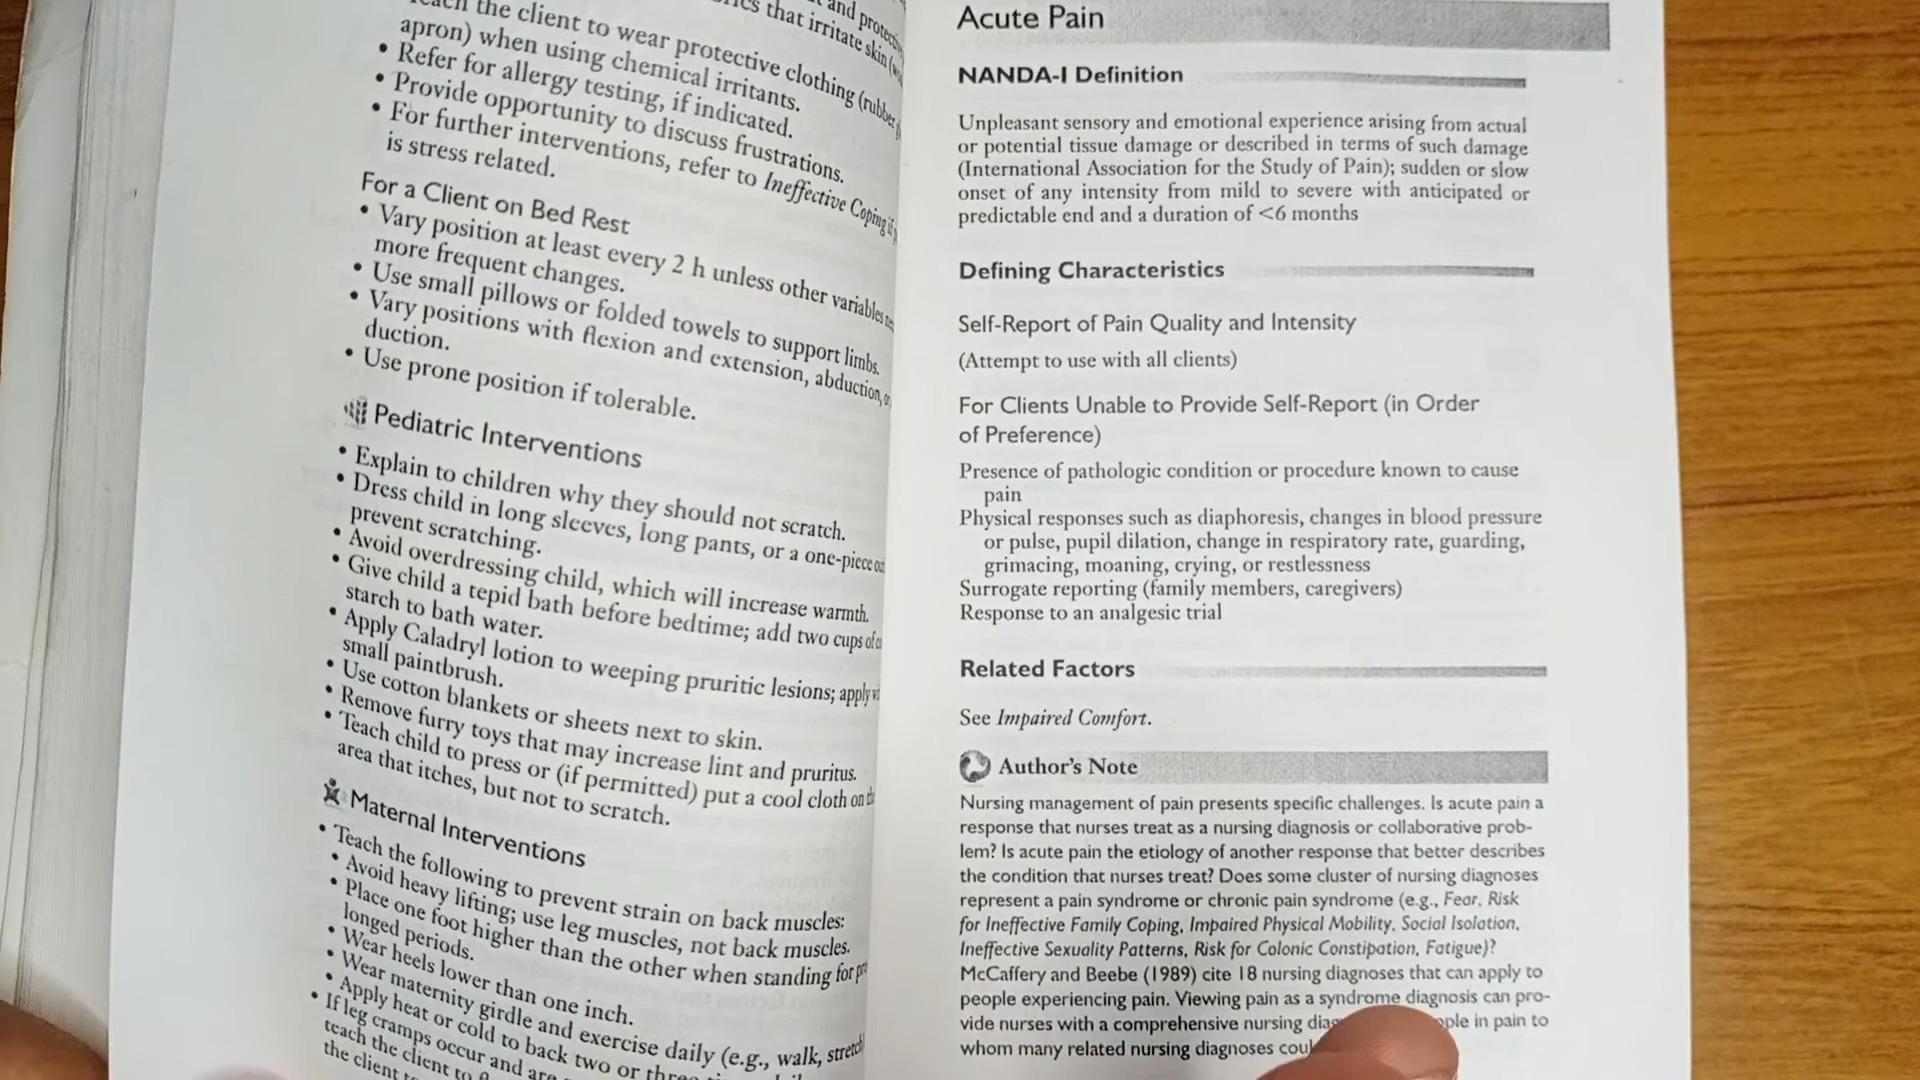 and protective
that irritate skin
the client to wear protective clothing (rubber
apron) when using chemical irritants.
• Refer for allergy testing, if indicated.
• Provide opportunity to discuss frustrations.
• For further interventions, refer to Ineffective Coping if
is stress related.
For a Client on Bed Rest
• Vary position at least every 2 h unless other variables
more frequent changes.
• Use small pillows or folded towels to support limbs.
• Vary positions with flexion and extension, abduction,
duction.
• Use prone position if tolerable.
Pediatric Interventions
• Explain to children why they should not scratch.
• Dress child in long sleeves, long pants, or a one-piece
prevent scratching.
• Avoid overdressing child, which will increase warmth.
• Give child a tepid bath before bedtime; add two cups of
starch to bath water.
• Apply Caladryl lotion to weeping pruritic lesions; apply
small paintbrush.
• Use cotton blankets or sheets next to skin.
• Remove furry toys that may increase lint and pruritus.
• Teach child to press or (if permitted) put a cool cloth on
area that itches, but not to scratch.
Maternal Interventions
• Teach the following to prevent strain on back muscles:
• Avoid heavy lifting; use leg muscles, not back muscles.
• Place one foot higher than the other when standing for
longed periods.
• Wear heels lower than one inch.
• Wear maternity girdle and exercise daily (e.g., walk, stretch
• Apply heat or cold to back two or three
• If leg cramps occur and are
teach the client to
the client
Acute Pain
NANDA-I Definition
Unpleasant sensory and emotional experience arising from actual
or potential tissue damage or described in terms of such damage
(International Association for the Study of Pain); sudden or slow
onset of any intensity from mild to severe with anticipated or
predictable end and a duration of <6 months
Defining Characteristics
Self-Report of Pain Quality and Intensity
(Attempt to use with all clients)
For Clients Unable to Provide Self-Report (in Order
of Preference)
Presence of pathologic condition or procedure known to cause
pain
Physical responses such as diaphoresis, changes in blood pressure
or pulse, pupil dilation, change in respiratory rate, guarding,
grimacing, moaning, crying, or restlessness
Surrogate reporting (family members, caregivers)
Response to an analgesic trial
Related Factors
See Impaired Comfort.
Author's Note
Nursing management of pain presents specific challenges. Is acute pain a
response that nurses treat as a nursing diagnosis or collaborative prob-
lem? Is acute pain the etiology of another response that better describes
the condition that nurses treat? Does some cluster of nursing diagnoses
represent a pain syndrome or chronic pain syndrome (e.g., Fear, Risk
for Ineffective Family Coping, Impaired Physical Mobility, Social Isolation,
Ineffective Sexuality Patterns, Risk for Colonic Constipation, Fatigue)?
McCaffery and Beebe (1989) cite 18 nursing diagnoses that can apply to
people experiencing pain. Viewing pain as a syndrome diagnosis can pro-
vide nurses with a comprehensive nursing in pain to
whom many related nursing diagnoses